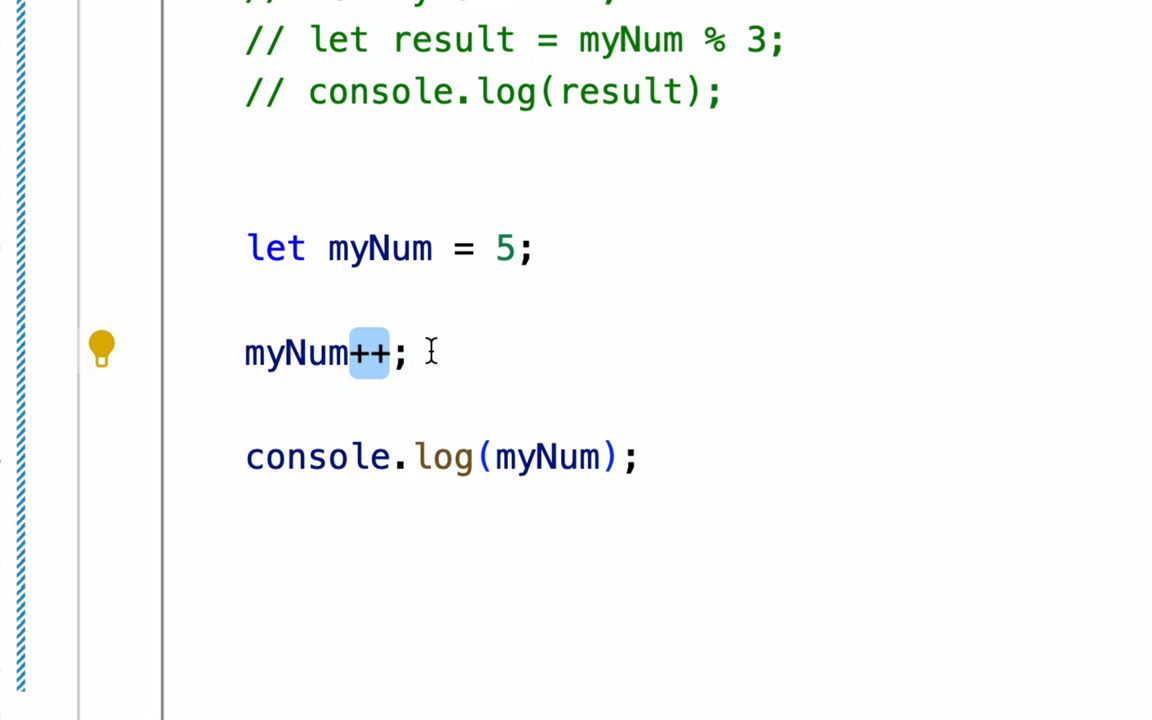 // let result = myNum % 3;
// console.log(result);
let myNum = 5;
myNum++;
console.log(myNum);